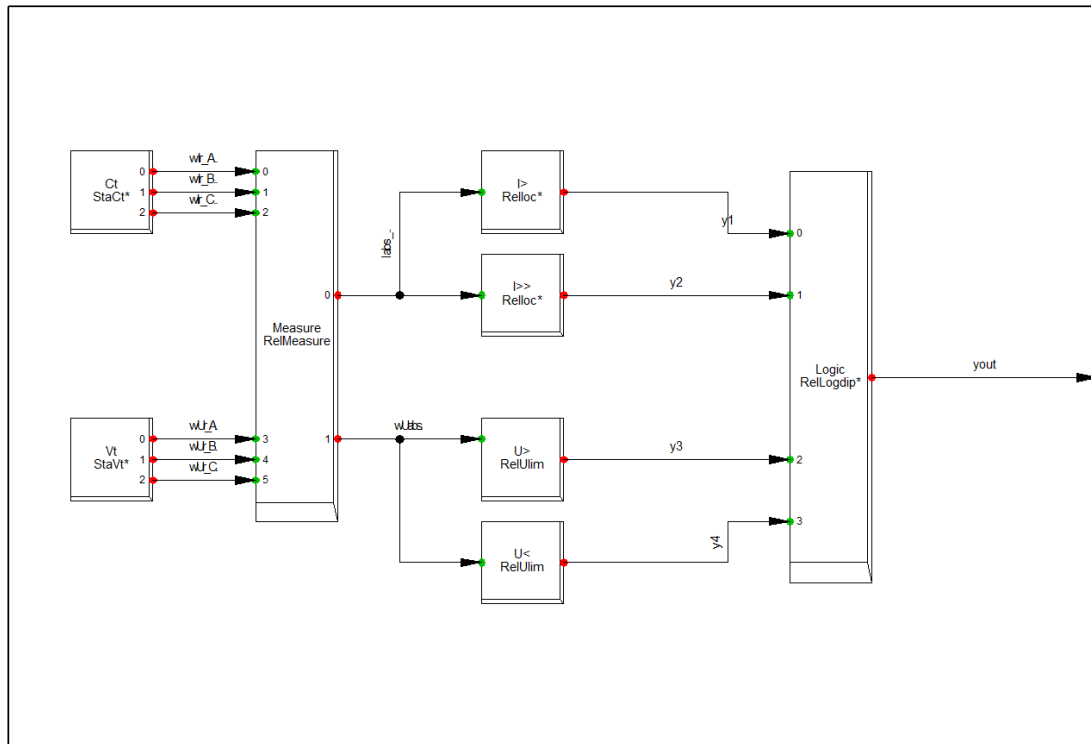 Ct
StaCt*
0
1
2
wIr_A.
wIr_B..
wIr_C..
0
1
2
Measure
RelMeasure
0
1
3
4
5
Vt
StaVt*
0
1
2
wUr_A.
wUr_B..
wUr_C.
Iabs_.
wUabs.
I>
RelIoc*
I>>
RelIoc*
U>
RelUlim
U<
RelUlim
y1
y2
y3
y4
0
1
2
3
Logic
RelLogdip*
yout